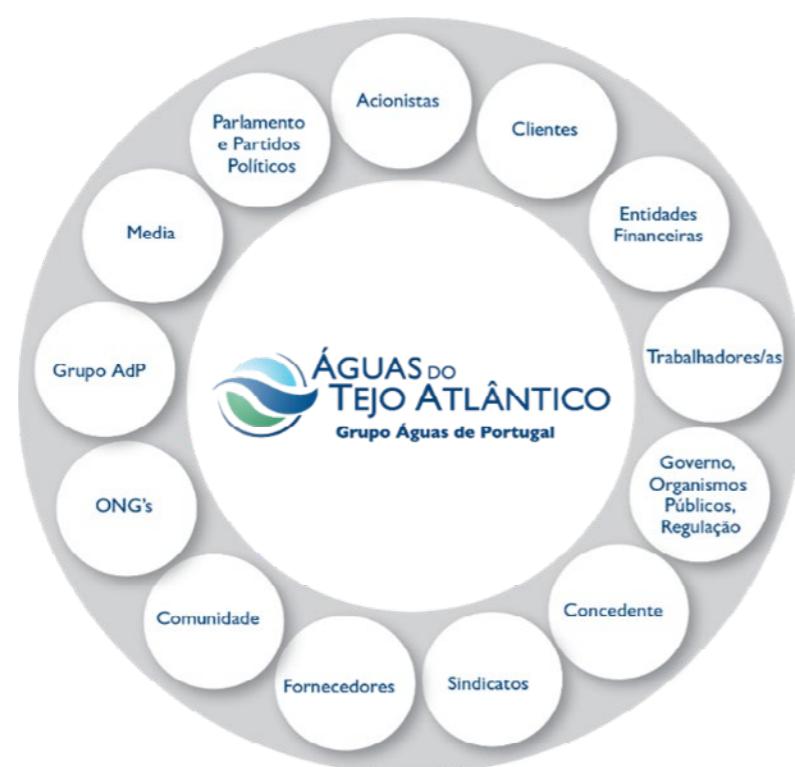 Acionistas
Clientes
Entidades
Financeiras
Trabalhadores/as
Governo,
Organismos
Públicos,
Regulação
Concedente
Sindicatos
Fornecedores
Comunidade
ONG's
Grupo AdP
Media
Parlamento
e Partidos
Políticos
ÁGUAS DO
TEJO ATLÂNTICO
Grupo Águas de Portugal